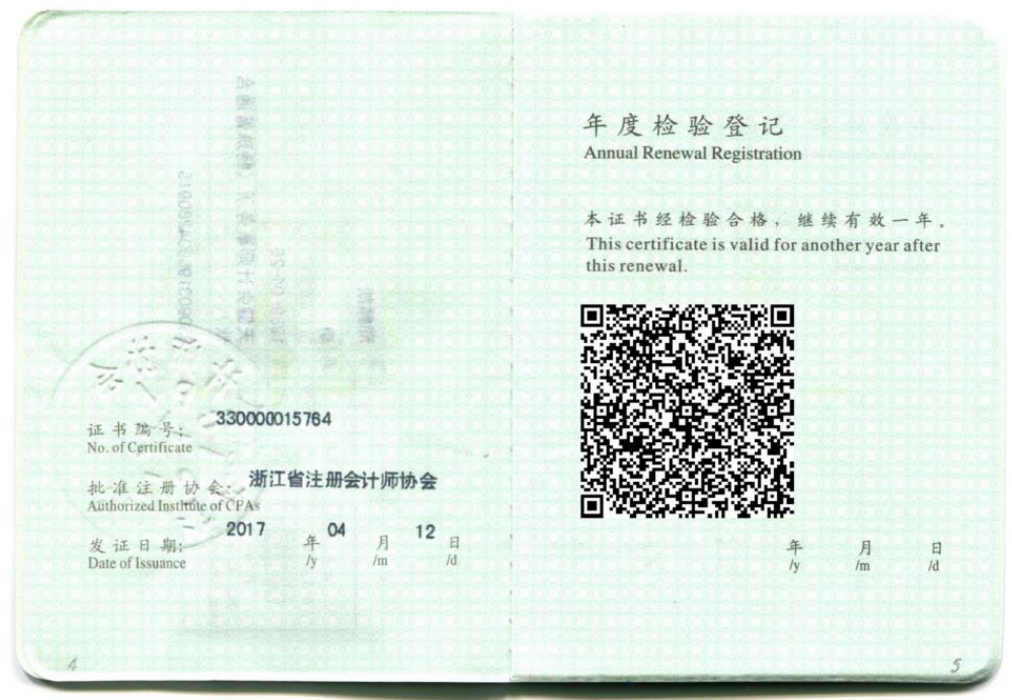 证书编号: 330000015764
No. of Certificate
批准注册协会: 浙江省注册会计师协会
Authorized Institute of CPAs
发证日期: 2017 年 04 月 12 日
Date of Issuance /y /m /d
4
年度检验登记
Annual Renewal Registration
本证书经检验合格，继续有效一年。
This certificate is valid for another year after
this renewal.
年 月 日
/y /m /d
5